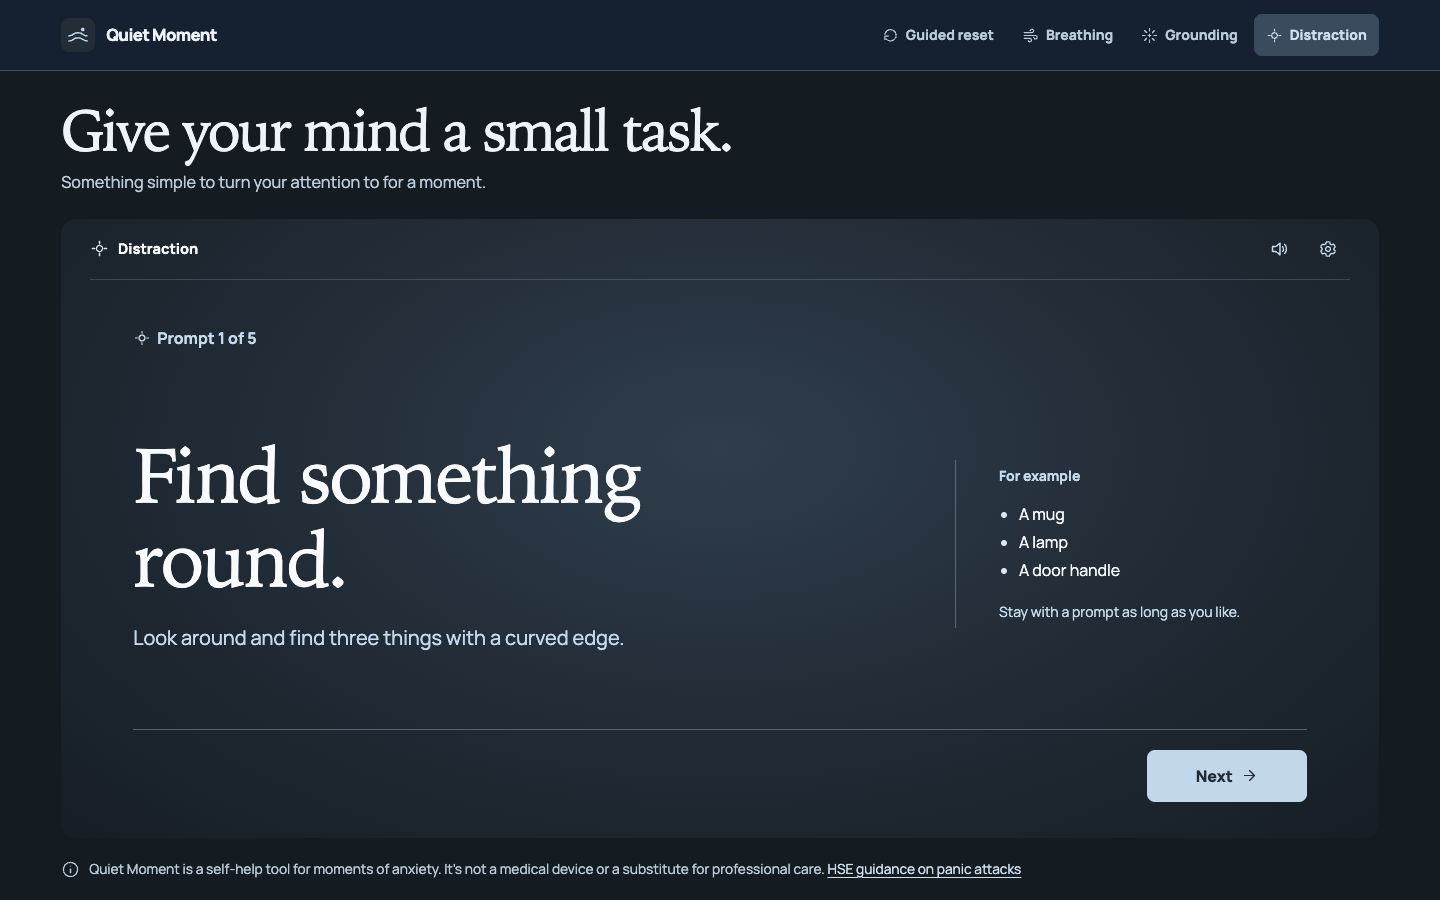 Quiet Moment
Guided reset
Breathing
Grounding
Distraction
Give your mind a small task.
Something simple to turn your attention to for a moment.
Distraction
Prompt 1 of 5
Find something
round.
Look around and find three things with a curved edge.
For example
A mug
A lamp
A door handle
Stay with a prompt as long as you like.
Next
Quiet Moment is a self-help tool for moments of anxiety. It's not a medical device or a substitute for professional care. HSE guidance on panic attacks